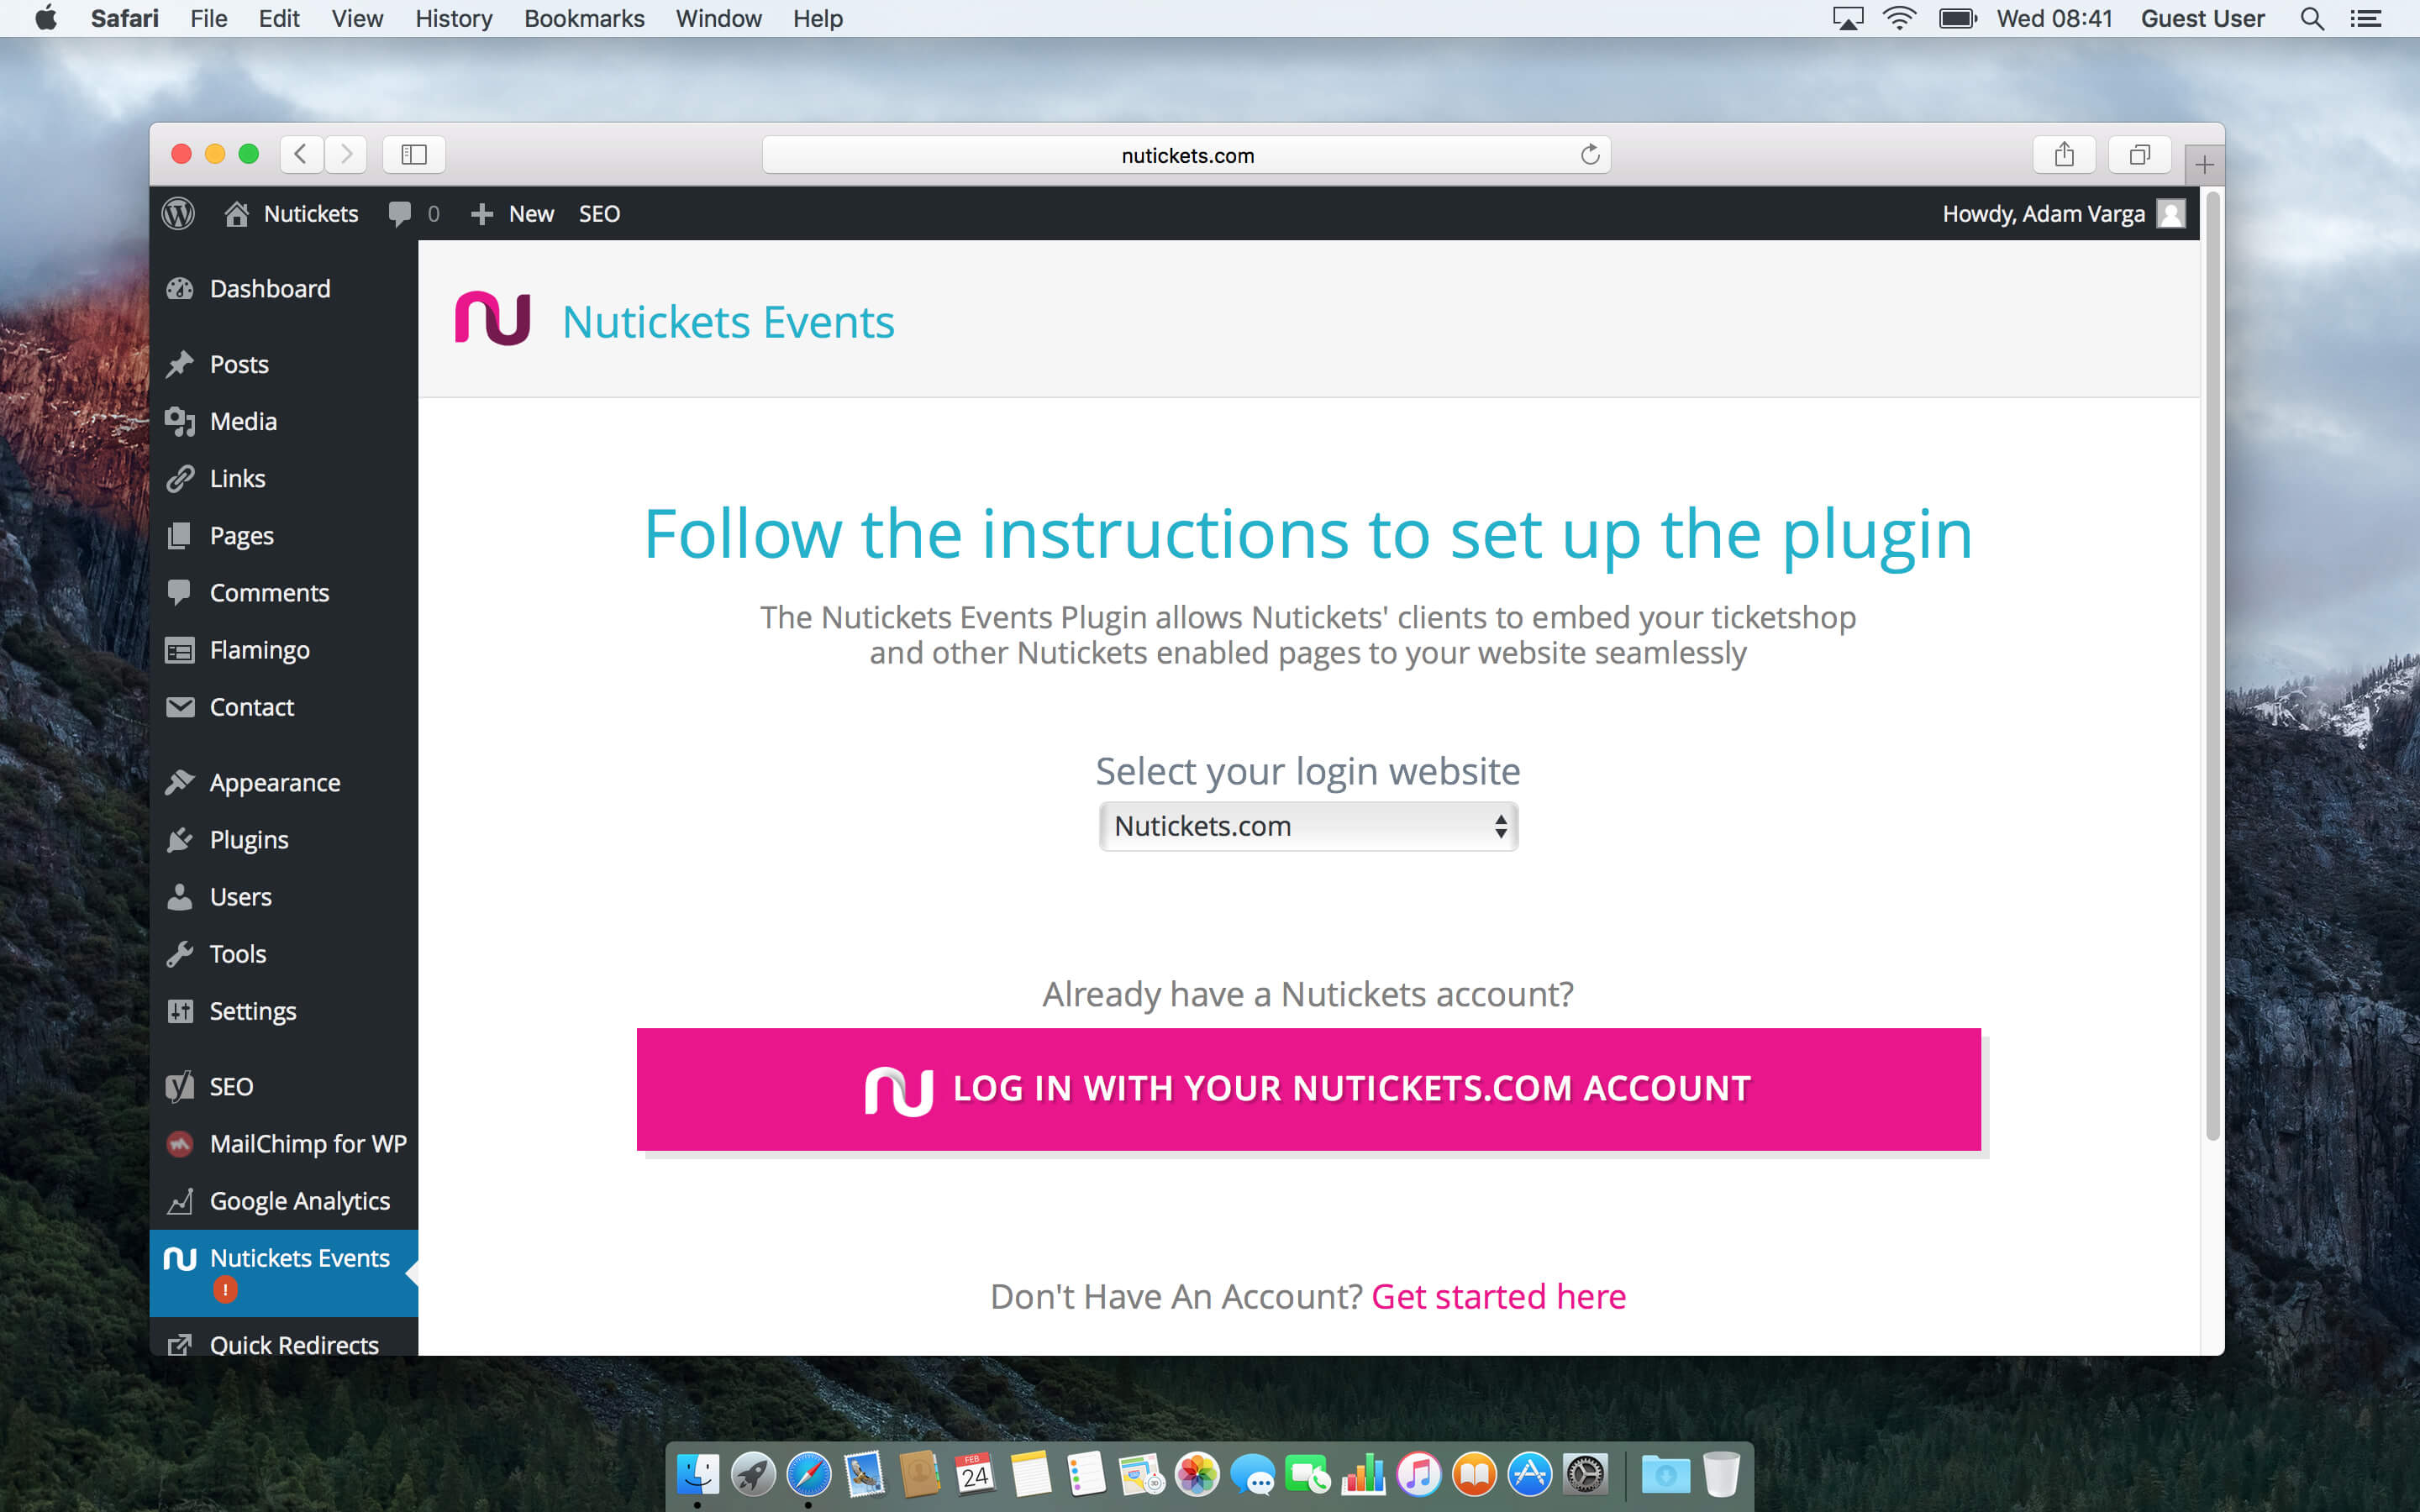 Safari File Edit View History Bookmarks Window Help Wed 08:41 Guest User
nutickets.com
Nutickets 0 New SEO Howdy, Adam Varga
Dashboard
Posts
Media
Links
Pages
Comments
Flamingo
Contact
Appearance
Plugins
Users
Tools
Settings
SEO
MailChimp for WP
Google Analytics
Nutickets Events
!
Quick Redirects
Nutickets Events
Follow the instructions to set up the plugin
The Nutickets Events Plugin allows Nutickets' clients to embed your ticketshop
and other Nutickets enabled pages to your website seamlessly
Select your login website
Nutickets.com
Already have a Nutickets account?
LOG IN WITH YOUR NUTICKETS.COM ACCOUNT
Don't Have An Account? Get started here
FEB
24